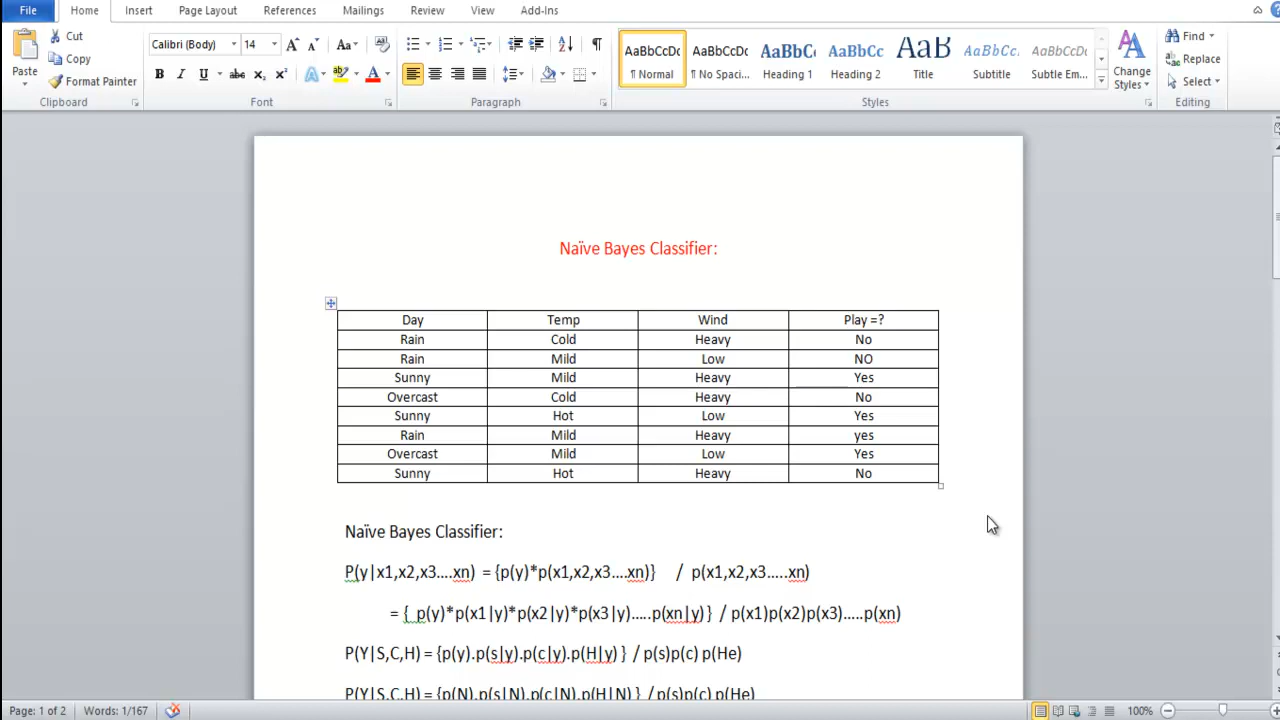 File Home Insert Page Layout References Mailings Review View Add-Ins
Cut Calibri (Body) 14 Aa AaBbCcDc AaBbCcDc AaBbCc AaBbCc AaB AaBbCc AaBbCcDc Find
Copy Replace
Paste Format Painter B I U abc x₂ x² A A ¶ Normal ¶ No Spaci... Heading 1 Heading 2 Title Subtitle Subtle Em... Change Styles Select
Clipboard Font Paragraph Styles Editing
Naïve Bayes Classifier:
Day Temp Wind Play =?
Rain Cold Heavy No
Rain Mild Low NO
Sunny Mild Heavy Yes
Overcast Cold Heavy No
Sunny Hot Low Yes
Rain Mild Heavy yes
Overcast Mild Low Yes
Sunny Hot Heavy No
Naïve Bayes Classifier:
P(y|x1,x2,x3....xn) = {p(y)*p(x1,x2,x3....xn)} / p(x1,x2,x3.....xn)
= { p(y)*p(x1|y)*p(x2|y)*p(x3|y).....p(xn|y)} / p(x1)p(x2)p(x3).....p(xn)
P(Y|S,C,H) = {p(y).p(s|y).p(c|y).p(H|y) } / p(s)p(c) p(He)
P(Y|S,C,H) = {p(N).p(s|N).p(c|N).p(H|N) } / p(s)p(c) p(He)
Page: 1 of 2 Words: 1/167 100%